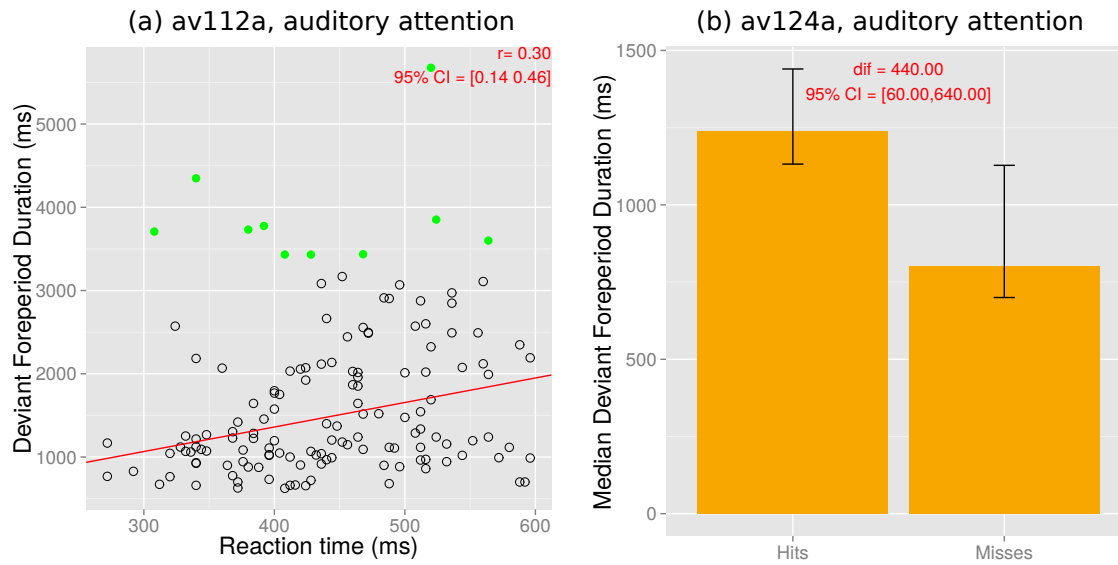 (a) av112a, auditory attention
r= 0.30
95% CI = [0.14 0.46]
Deviant Foreperiod Duration (ms)
5000
4000
3000
2000
1000
300
400
500
600
Reaction time (ms)
(b) av124a, auditory attention
dif = 440.00
95% CI = [60.00,640.00]
Median Deviant Foreperiod Duration (ms)
1500
1000
500
0
Hits
Misses